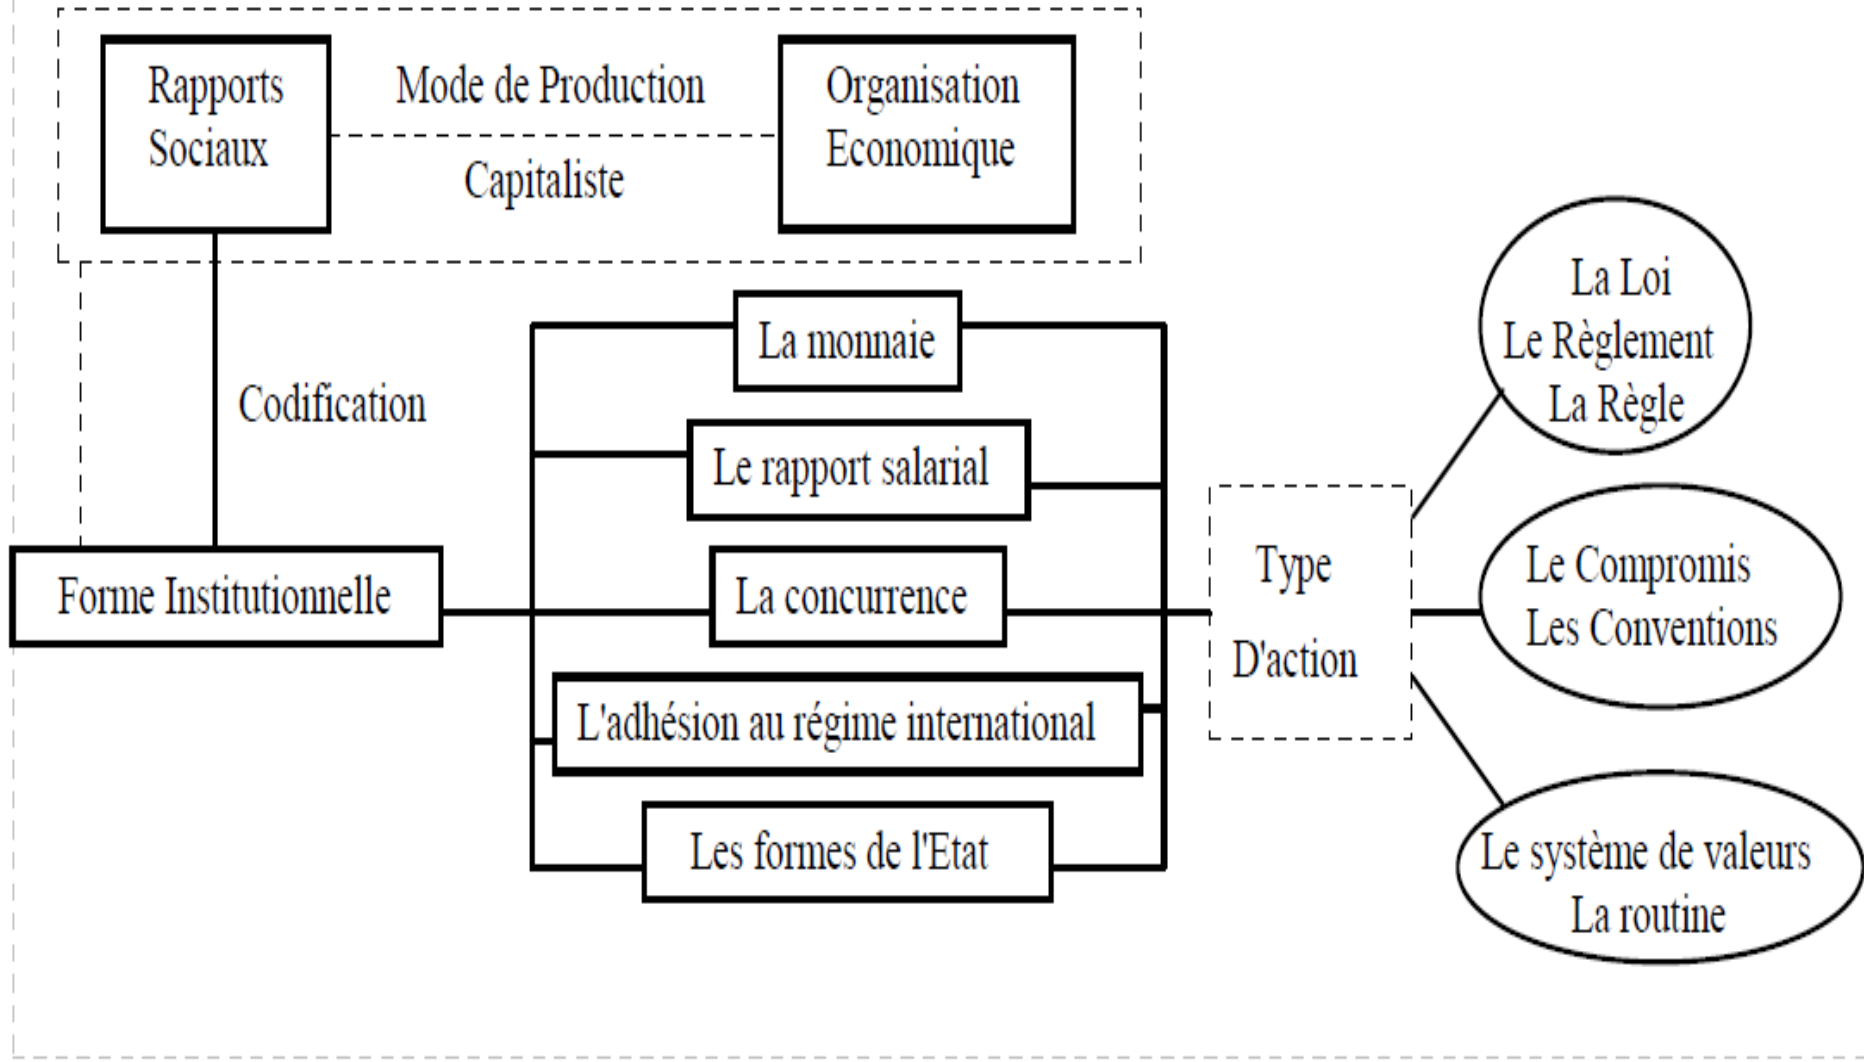 Rapports
Sociaux
Mode de Production
Capitaliste
Organisation
Economique
Codification
Forme Institutionnelle
La monnaie
Le rapport salarial
La concurrence
L'adhésion au régime international
Les formes de l'Etat
Type
D'action
La Loi
Le Règlement
La Règle
Le Compromis
Les Conventions
Le système de valeurs
La routine